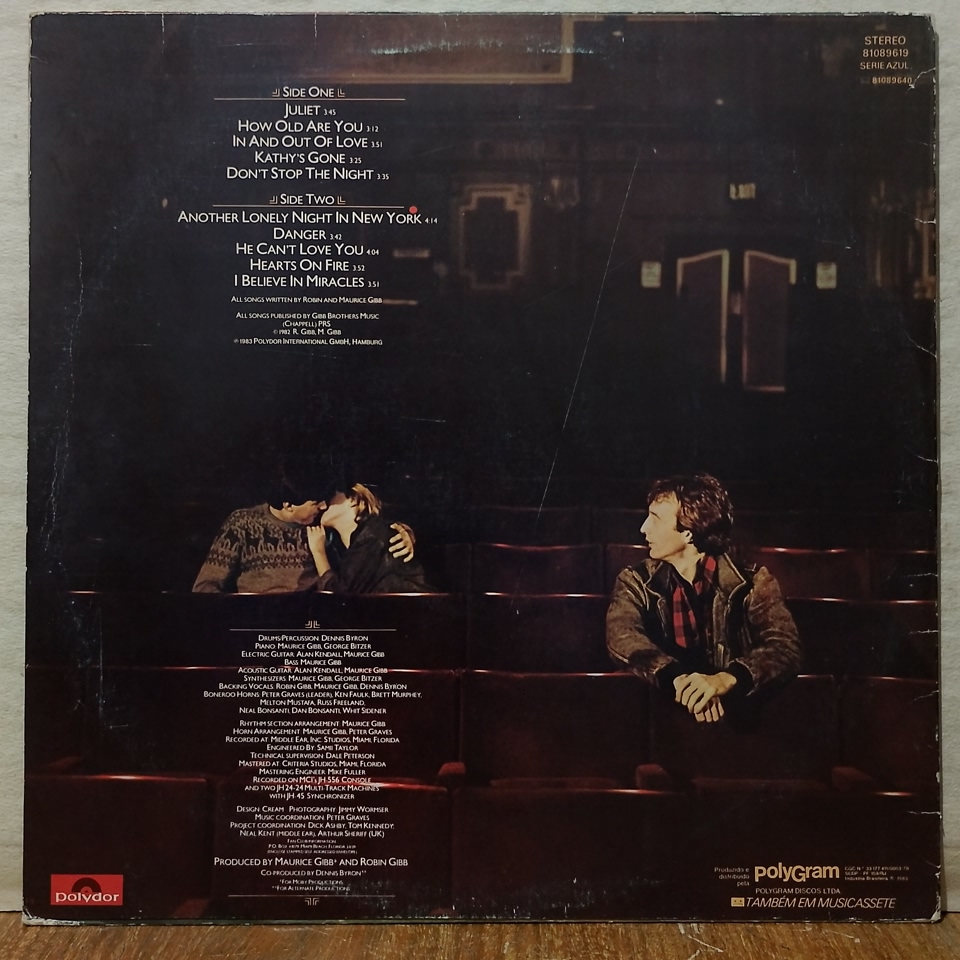 STEREO
81089619
SERIE AZUL
81089640
SIDE ONE
JULIET 3:45
HOW OLD ARE YOU 3:12
IN AND OUT OF LOVE 3:51
KATHY'S GONE 3:25
DON'T STOP THE NIGHT 3:35
SIDE TWO
ANOTHER LONELY NIGHT IN NEW YORK 4:14
DANGER 3:42
HE CAN'T LOVE YOU 4:04
HEARTS ON FIRE 3:52
I BELIEVE IN MIRACLES 3:51
ALL SONGS WRITTEN BY ROBIN AND MAURICE GIBB
ALL SONGS PUBLISHED BY GIBB BROTHERS MUSIC
(CHAPPELL) PRS
© 1982 R. GIBB, M. GIBB
℗ 1983 POLYDOR INTERNATIONAL GMBH, HAMBURG
DRUMS/PERCUSSION: DENNIS BYRON
PIANO: MAURICE GIBB, GEORGE BITZER
ELECTRIC GUITAR: ALAN KENDALL, MAURICE GIBB
BASS: MAURICE GIBB
ACOUSTIC GUITAR: ALAN KENDALL, MAURICE GIBB
SYNTHESIZERS: MAURICE GIBB, GEORGE BITZER
BACKING VOCALS: ROBIN GIBB, MAURICE GIBB, DENNIS BYRON
BONEROO HORNS: PETER GRAVES (LEADER), KEN FAULK, BRETT MURPHEY,
MELTON MUSTAFA, RUSS FREELAND,
NEAL BONSANTI, DAN BONSANTI, WHIT SIDENER
RHYTHM SECTION ARRANGEMENT: MAURICE GIBB
HORN ARRANGEMENT: MAURICE GIBB, PETER GRAVES
RECORDED AT: MIDDLE EAR, INC. STUDIOS, MIAMI, FLORIDA
ENGINEERED BY: SAMII TAYLOR
TECHNICAL SUPERVISION: DALE PETERSON
MASTERED AT: CRITERIA STUDIOS, MIAMI, FLORIDA
MASTERING ENGINEER: MIKE FULLER
RECORDED ON MCI'S JH-556 CONSOLE
AND TWO JH 24-24 MULTI-TRACK MACHINES
WITH JH 45 SYNCHRONIZER
DESIGN: CREAM PHOTOGRAPHY: JIMMY WORMSER
MUSIC COORDINATION: PETER GRAVES
PROJECT COORDINATION: DICK ASHBY, TOM KENNEDY,
NEAL KENT (MIDDLE EAR), ARTHUR SHERIFF (UK)
FAN CLUB INFORMATION
PRODUCED BY MAURICE GIBB* AND ROBIN GIBB
CO-PRODUCED BY DENNIS BYRON**
*FOR MOBY PRODUCTIONS
**FOR ALTERNATE PRODUCTIONS
polydor
Produzido e
distribuído
pela
polyGram
POLYGRAM DISCOS LTDA
TAMBÉM EM MUSICASSETE